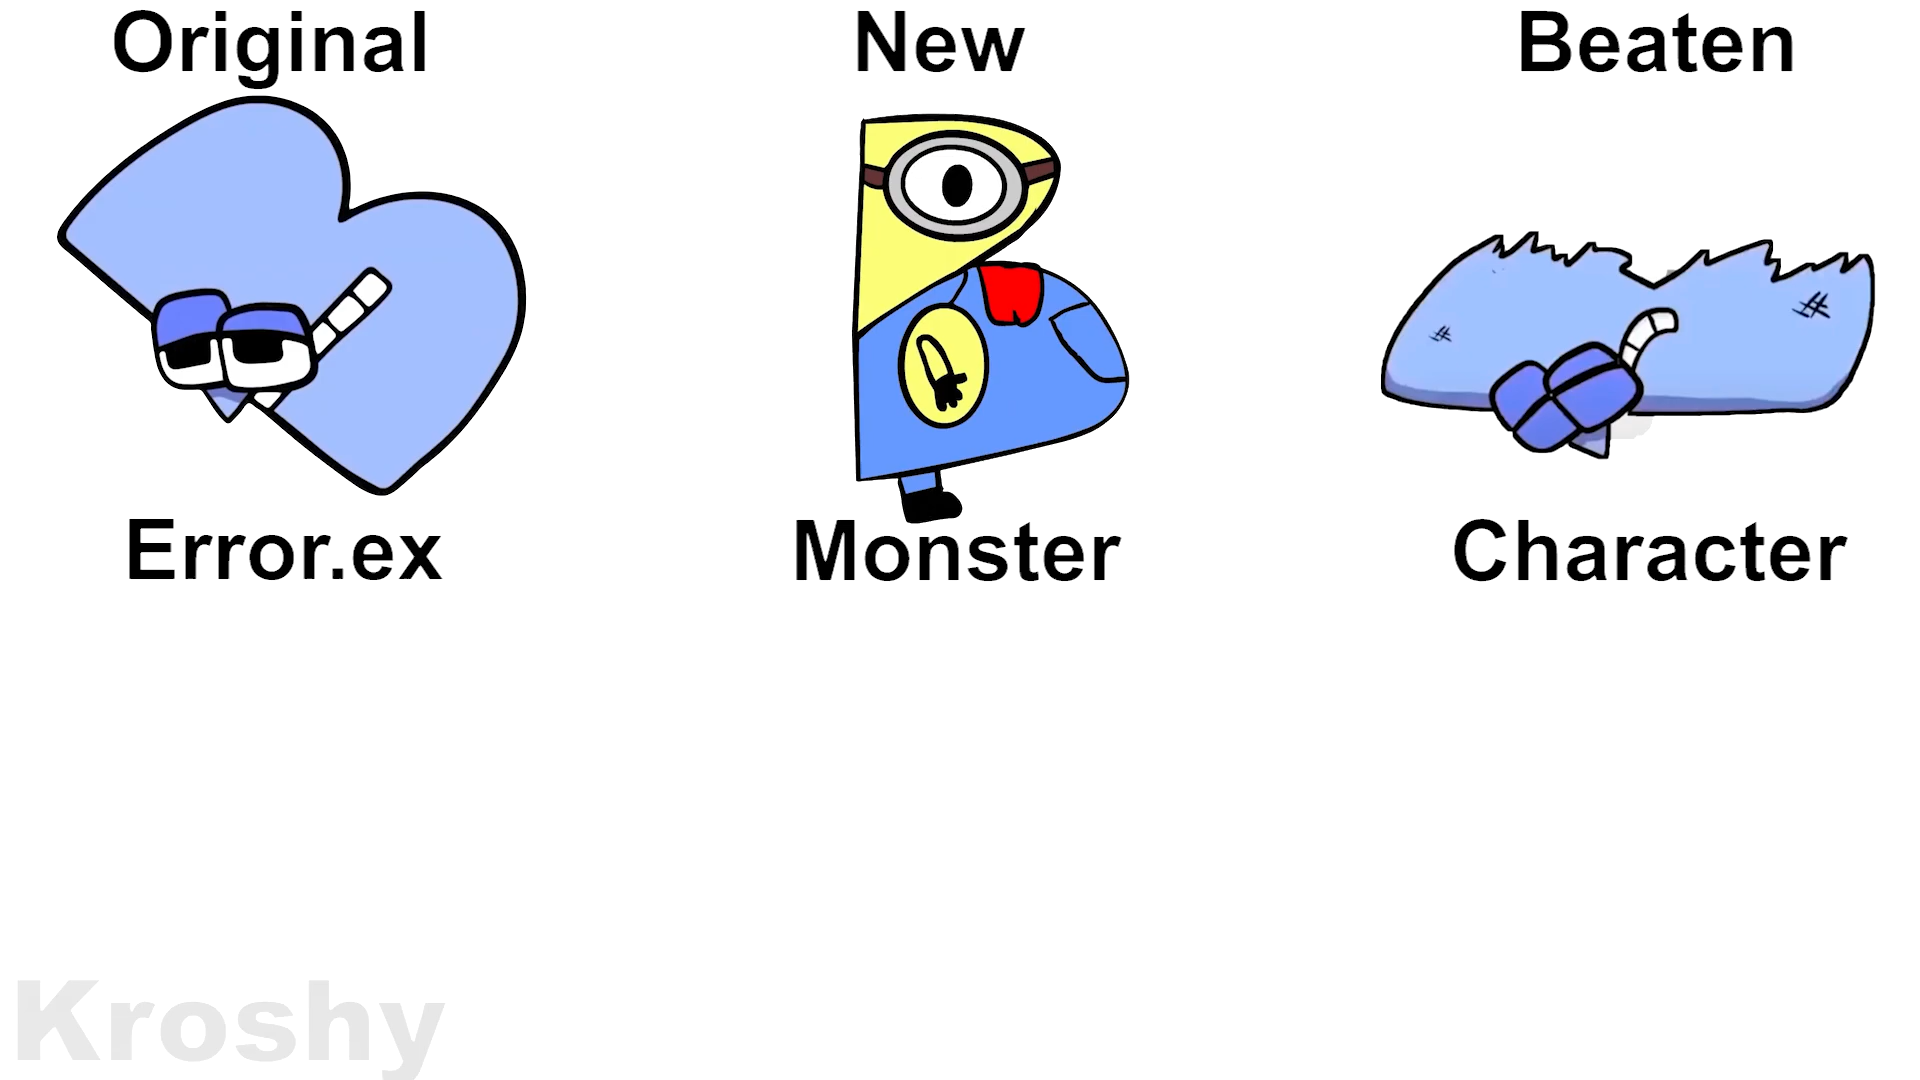 Original
New
Beaten
Error.ex
Monster
Character
Kroshy